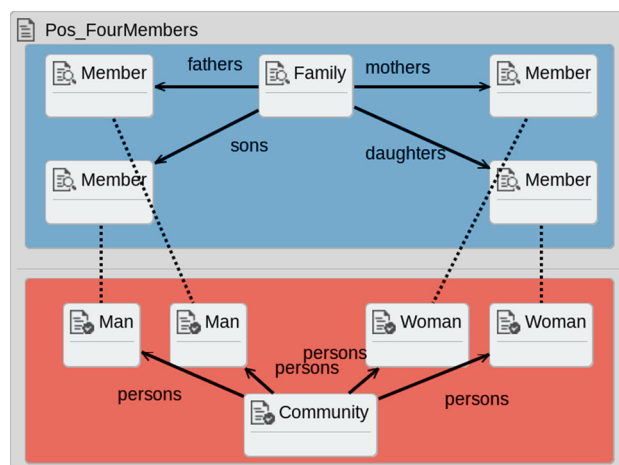 Pos_FourMembers
Member
fathers
Family
mothers
Member
sons
daughters
Member
Member
Man
Man
Woman
Woman
persons
persons
persons
persons
Community